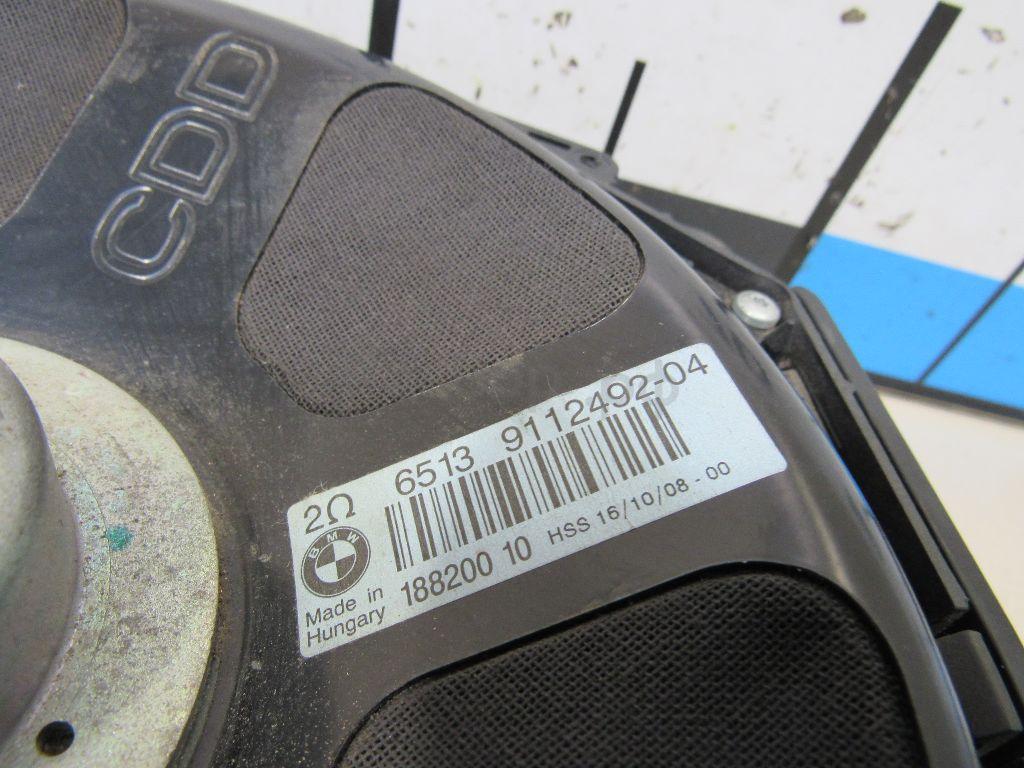 CDD
2Ω 6513 9112492-04
BMW
Made in
Hungary
188200 10 HSS 16/10/08-00